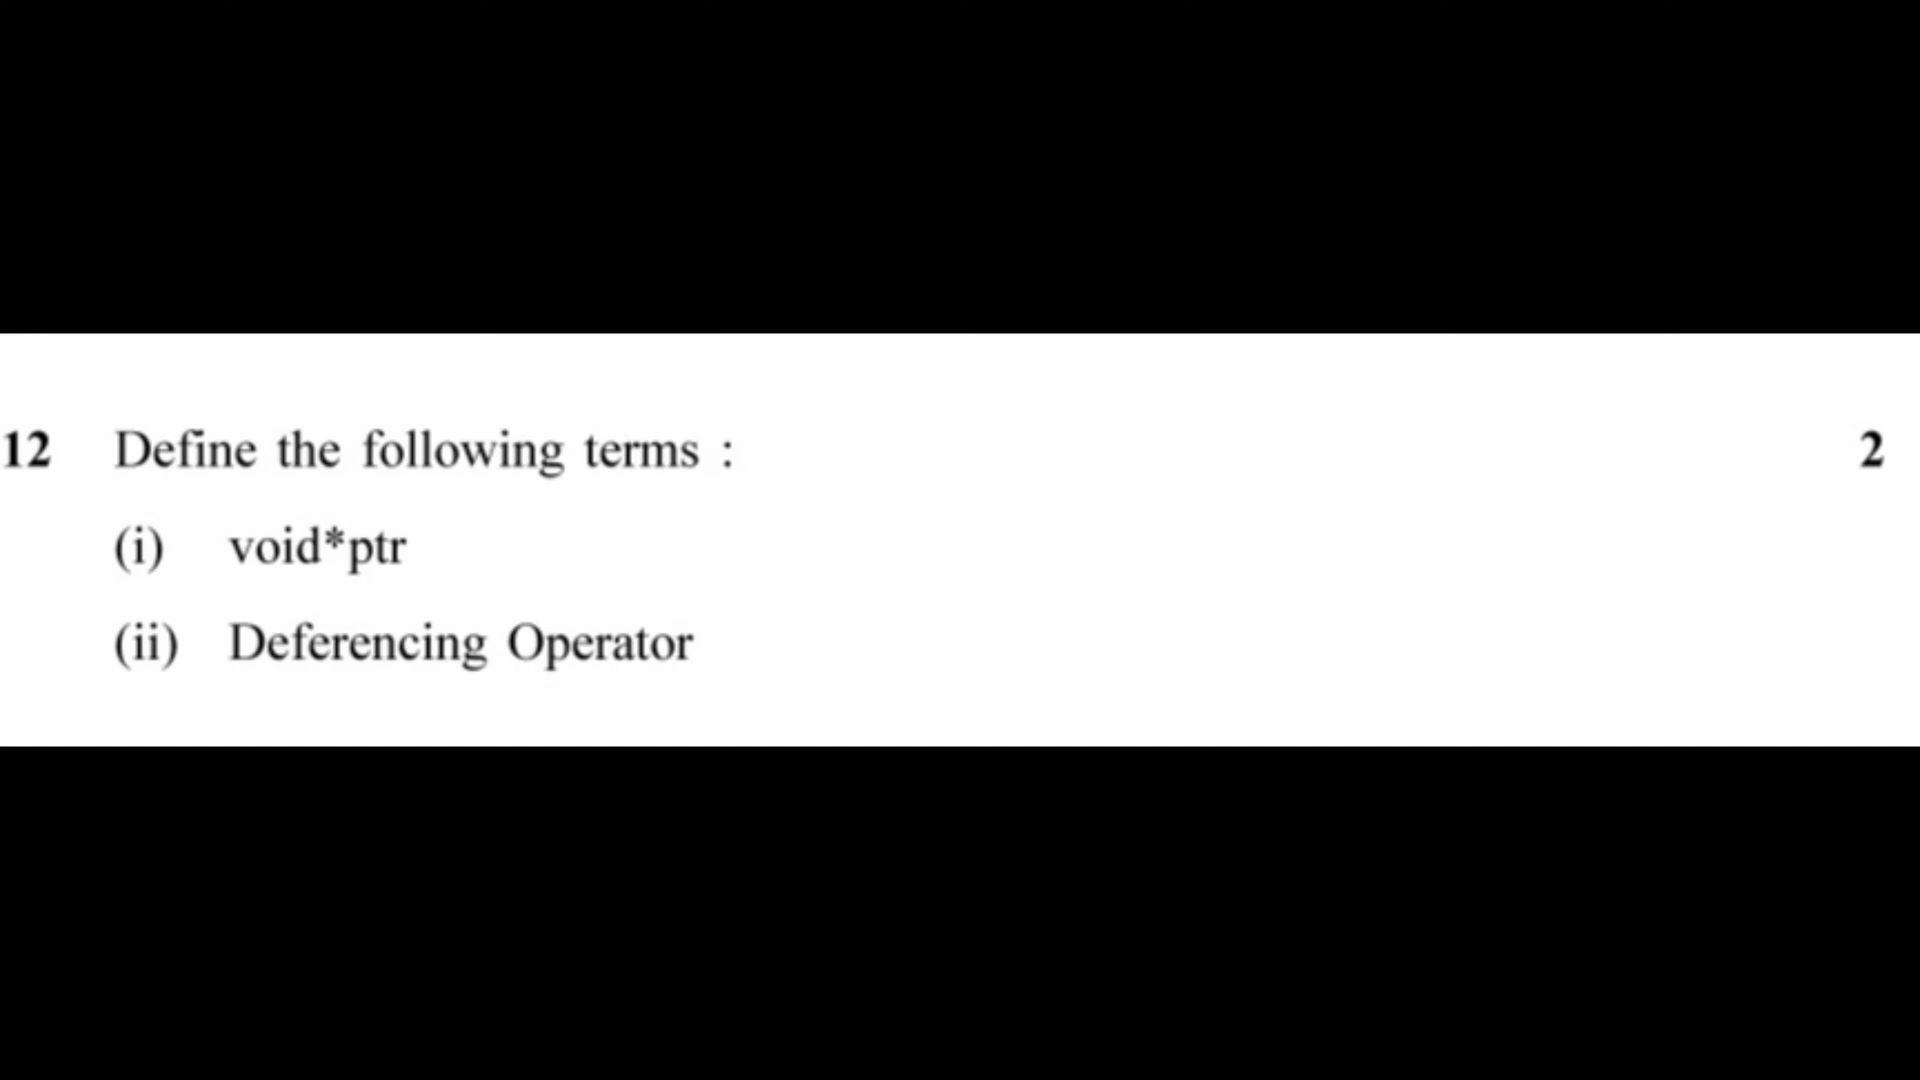 12 Define the following terms : 2
(i) void*ptr
(ii) Deferencing Operator